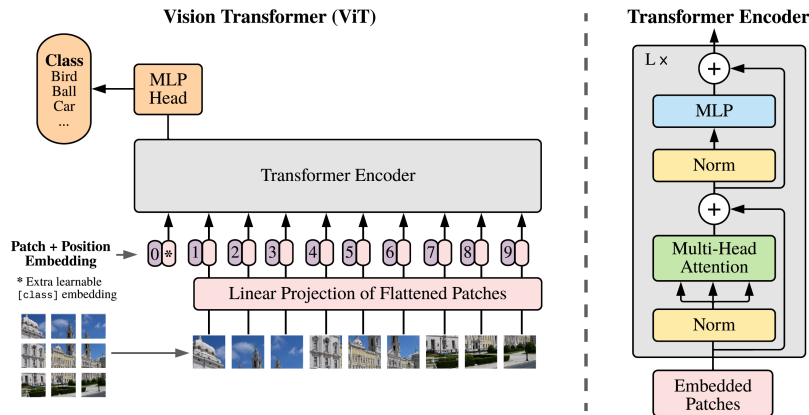 Vision Transformer (ViT)
Class
Bird
Ball
Car
...
MLP
Head
Transformer Encoder
Patch + Position
Embedding
0 * 1 2 3 4 5 6 7 8 9
* Extra learnable
[class] embedding
Linear Projection of Flattened Patches
Transformer Encoder
L ×
+
MLP
Norm
+
Multi-Head
Attention
Norm
Embedded
Patches